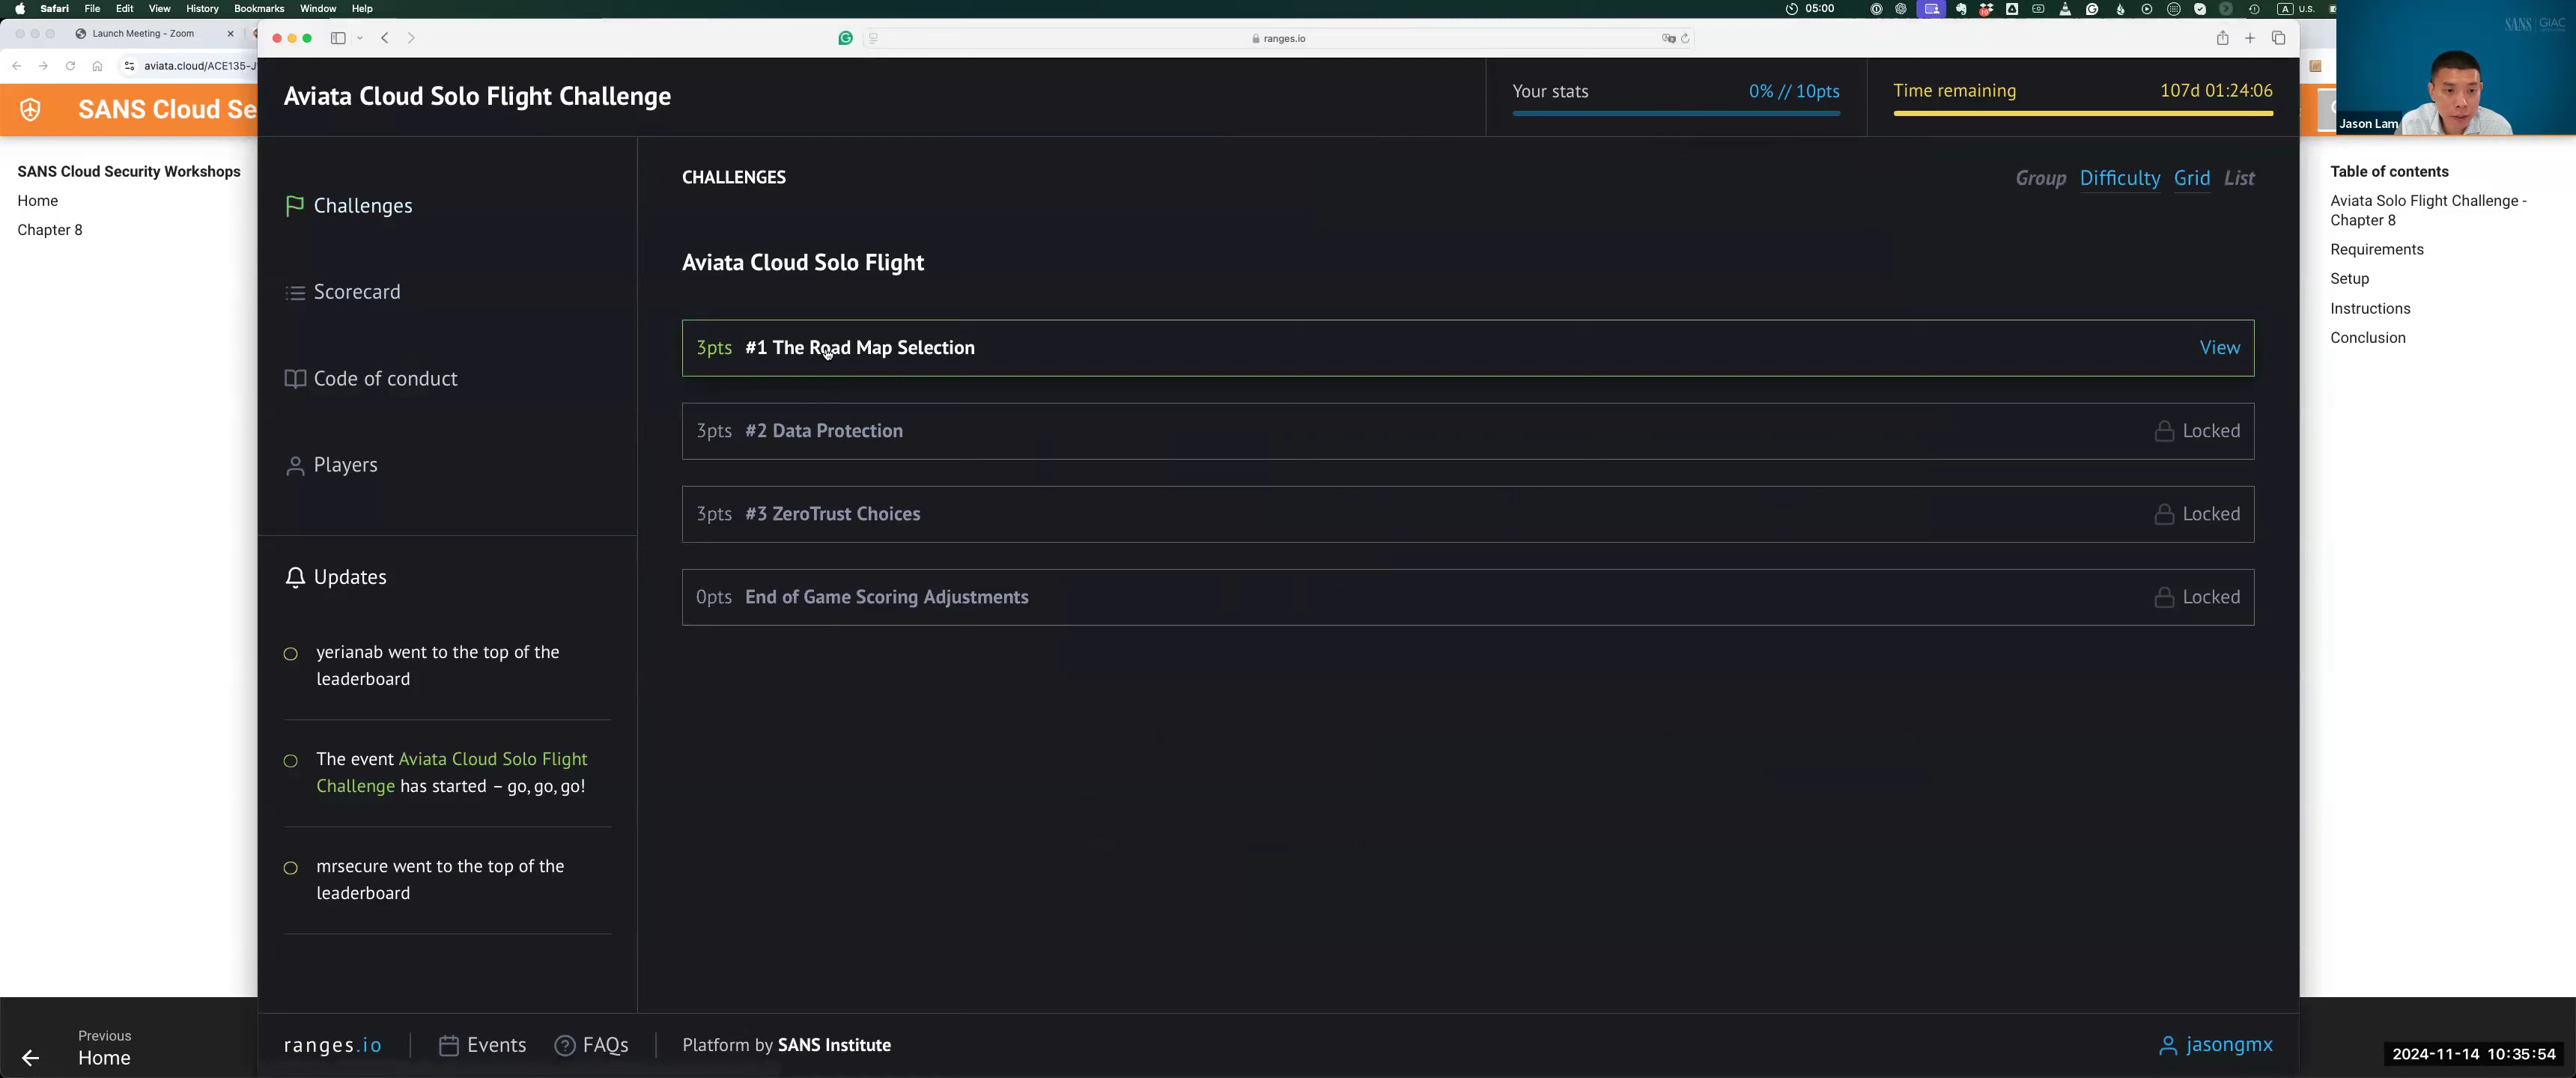 Safari File Edit View History Bookmarks Window Help
05:00
U.S.
Launch Meeting - Zoom
aviata.cloud/ACE135-J
ranges.io
SANS Cloud Se
SANS GIAC
Jason Lam
SANS Cloud Security Workshops
Home
Chapter 8
Aviata Cloud Solo Flight Challenge
Your stats 0% // 10pts
Time remaining 107d 01:24:06
Challenges
Scorecard
Code of conduct
Players
Updates
yerianab went to the top of the
leaderboard
The event Aviata Cloud Solo Flight
Challenge has started – go, go, go!
mrsecure went to the top of the
leaderboard
CHALLENGES
Group Difficulty Grid List
Aviata Cloud Solo Flight
3pts #1 The Road Map Selection View
3pts #2 Data Protection Locked
3pts #3 ZeroTrust Choices Locked
0pts End of Game Scoring Adjustments Locked
Table of contents
Aviata Solo Flight Challenge -
Chapter 8
Requirements
Setup
Instructions
Conclusion
Previous
Home
ranges.io Events FAQs Platform by SANS Institute
jasongmx
2024-11-14 10:35:54